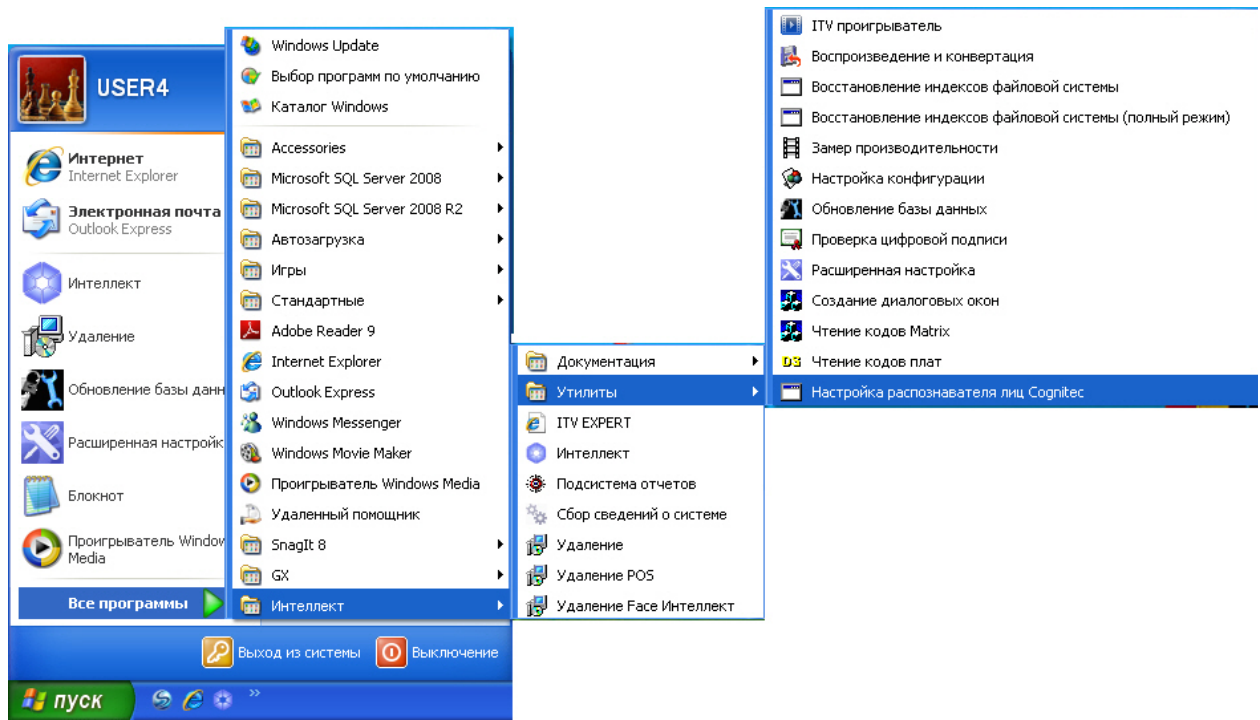 USER4
Интернет
Internet Explorer
Электронная почта
Outlook Express
Интеллект
Удаление
Обновление базы данн
Расширенная настройк
Блокнот
Проигрыватель Window
Media
Все программы
Windows Update
Выбор программ по умолчанию
Каталог Windows
Accessories
Microsoft SQL Server 2008
Microsoft SQL Server 2008 R2
Автозагрузка
Игры
Стандартные
Adobe Reader 9
Internet Explorer
Outlook Express
Windows Messenger
Windows Movie Maker
Проигрыватель Windows Media
Удаленный помощник
SnagIt 8
GX
Интеллект
Документация
Утилиты
ITV EXPERT
Интеллект
Подсистема отчетов
Сбор сведений о системе
Удаление
Удаление POS
Удаление Face Интеллект
ITV проигрыватель
Воспроизведение и конвертация
Восстановление индексов файловой системы
Восстановление индексов файловой системы (полный режим)
Замер производительности
Настройка конфигурации
Обновление базы данных
Проверка цифровой подписи
Расширенная настройка
Создание диалоговых окон
Чтение кодов Matrix
DS Чтение кодов плат
Настройка распознавателя лиц Cognitec
Выход из системы
Выключение
пуск